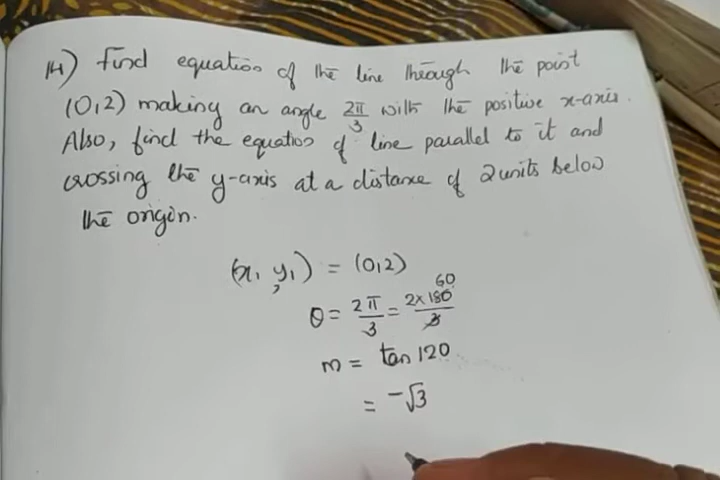 14) Find equation of the line through the point
(0,2) making an angle 2π/3 with the positive x-axis.
Also, find the equation of line parallel to it and
crossing the y-axis at a distance of 2 units below
the origin.
(x₁, y₁) = (0,2)
θ = 2π/3 = 2×180/3 60
m = tan 120
= -√3